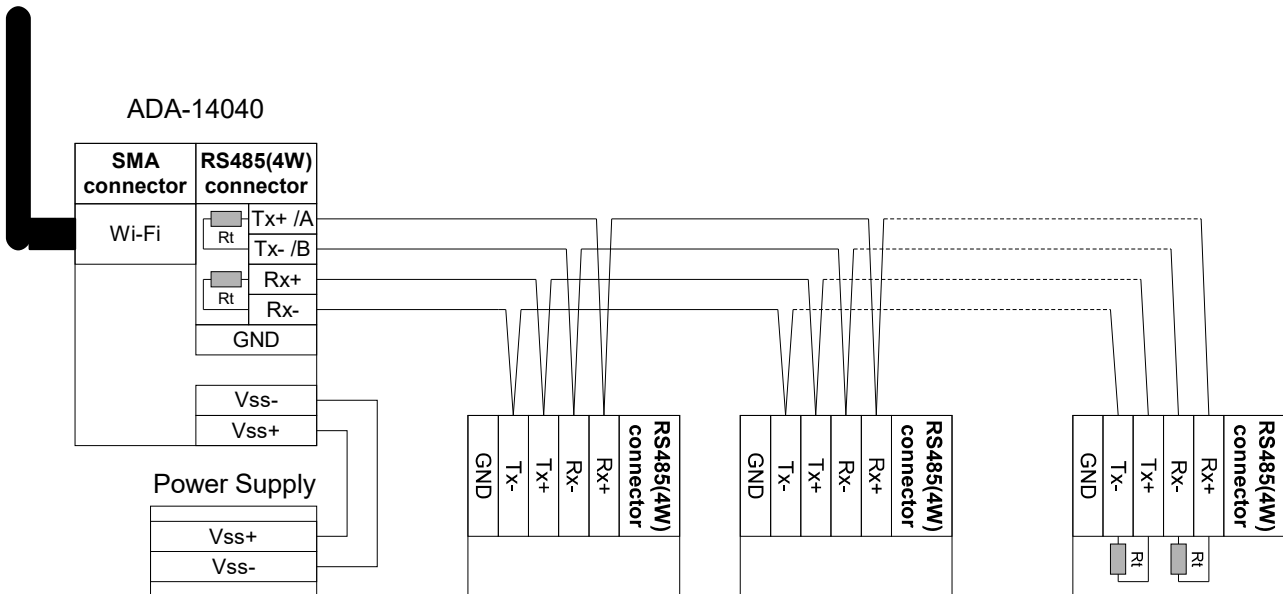 ADA-14040
SMA
connector
RS485(4W)
connector
Wi-Fi
Rt
Tx+ /A
Tx- /B
Rt
Rx+
Rx-
GND
Vss-
Vss+
Power Supply
Vss+
Vss-
GND
Tx-
Tx+
Rx-
Rx+
RS485(4W)
connector
GND
Tx-
Tx+
Rx-
Rx+
RS485(4W)
connector
GND
Tx-
Tx+
Rx-
Rx+
RS485(4W)
connector
Rt
Rt